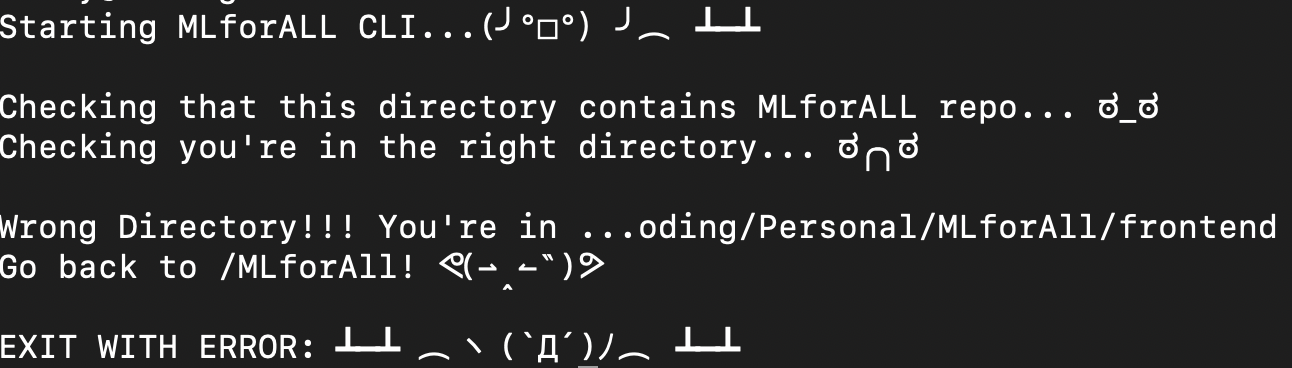 Starting MLforALL CLI...(╯°□°) ╯︵ ┻━┻
Checking that this directory contains MLforALL repo... ಠ_ಠ
Checking you're in the right directory... ಠ╭╮ಠ
Wrong Directory!!! You're in ...oding/Personal/MLforAll/frontend
Go back to /MLforAll! ᕙ(⇀‸↼‶)ᕗ
EXIT WITH ERROR: ┻━┻ ︵ヽ(`Д´)ﾉ︵ ┻━┻